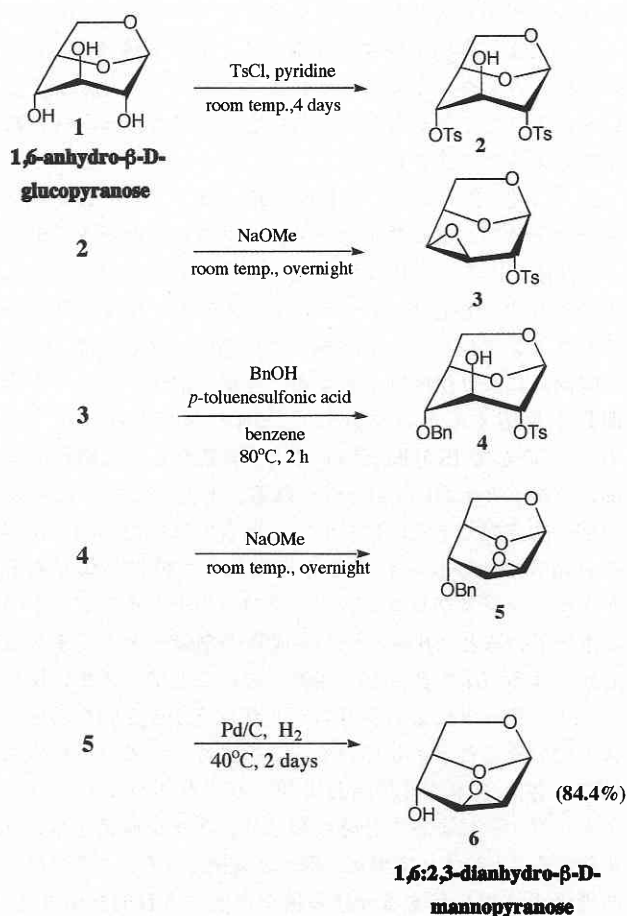 O
OH
O
OH
OH
1
1,6-anhydro-β-D-
glucopyranose
TsCl, pyridine
room temp.,4 days
O
OH
O
OTs
OTs
2
2
NaOMe
room temp., overnight
O
O
O
OTs
3
3
BnOH
p-toluenesulfonic acid
benzene
80°C, 2 h
O
OH
O
OBn
OTs
4
4
NaOMe
room temp., overnight
O
O
O
OBn
5
5
Pd/C, H₂
40°C, 2 days
O
O
O
OH
6
(84.4%)
1,6:2,3-dianhydro-β-D-
mannopyranose